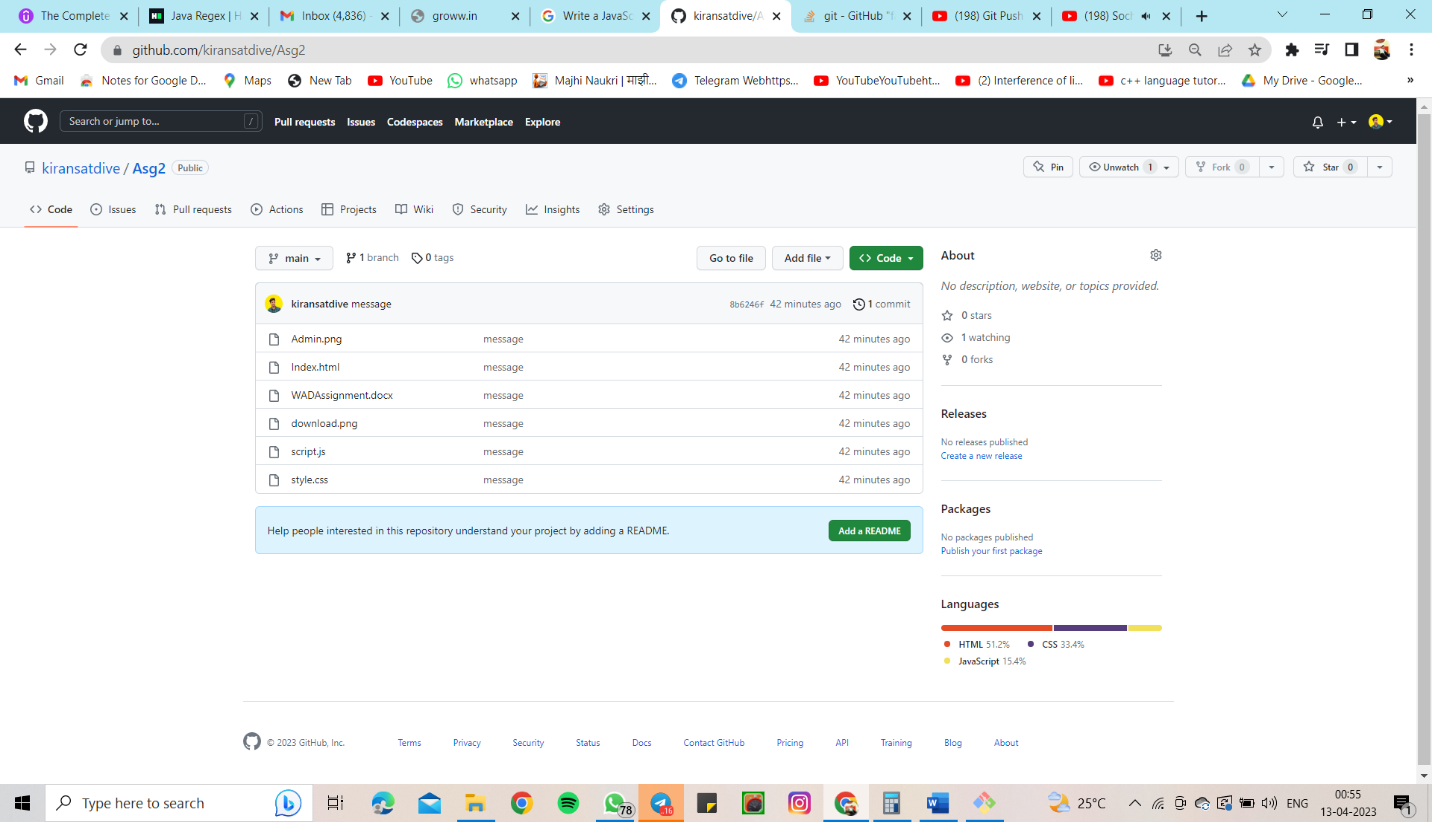 The Complete
Java Regex | H
Inbox (4,836) -
groww.in
Write a JavaSc
kiransatdive/A
git - GitHub "
(198) Git Push
(198) Soci
github.com/kiransatdive/Asg2
Gmail
Notes for Google D...
Maps
New Tab
YouTube
whatsapp
Majhi Naukri | माझी...
Telegram Webhttps...
YouTubeYouTubeht...
(2) Interference of li...
c++ language tutor...
My Drive - Google...
»
Search or jump to...
/
Pull requests
Issues
Codespaces
Marketplace
Explore
kiransatdive / Asg2 Public
Pin
Unwatch 1
Fork 0
Star 0
Code
Issues
Pull requests
Actions
Projects
Wiki
Security
Insights
Settings
main
1 branch
0 tags
Go to file
Add file
Code
kiransatdive message 8b6246f 42 minutes ago 1 commit
Admin.png message 42 minutes ago
Index.html message 42 minutes ago
WADAssignment.docx message 42 minutes ago
download.png message 42 minutes ago
script.js message 42 minutes ago
style.css message 42 minutes ago
Help people interested in this repository understand your project by adding a README.
Add a README
About
No description, website, or topics provided.
0 stars
1 watching
0 forks
Releases
No releases published
Create a new release
Packages
No packages published
Publish your first package
Languages
HTML 51.2%
CSS 33.4%
JavaScript 15.4%
© 2023 GitHub, Inc.
Terms
Privacy
Security
Status
Docs
Contact GitHub
Pricing
API
Training
Blog
About
Type here to search
78
16
25°C
ENG
00:55
13-04-2023
1